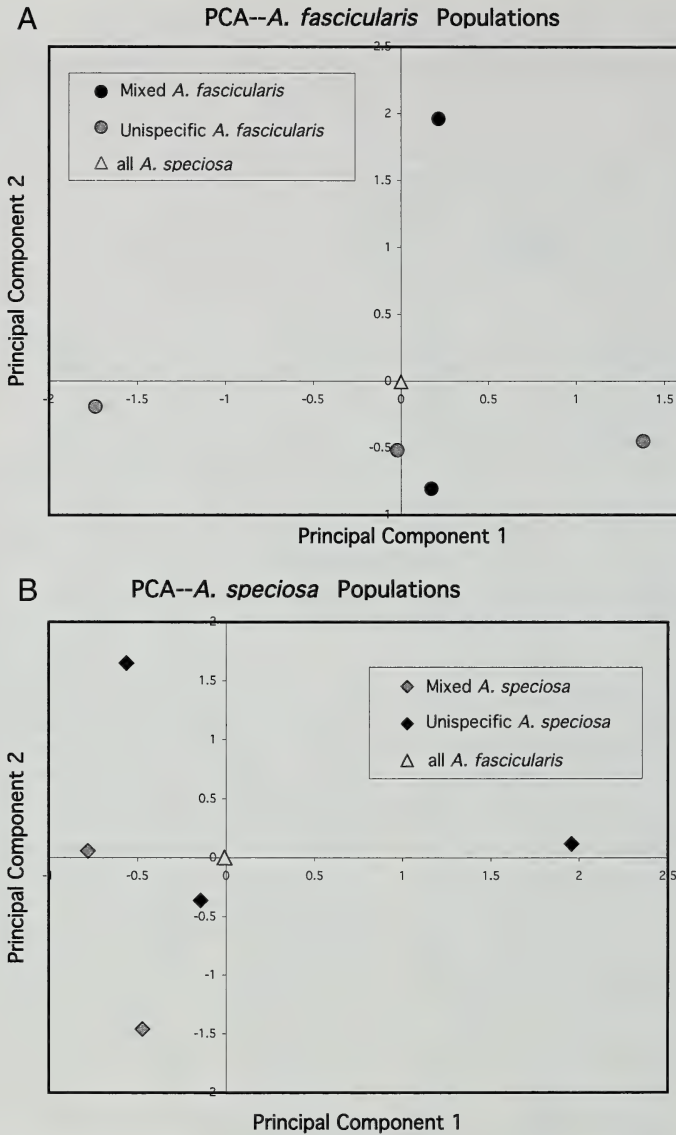 A
PCA--A. fascicularis Populations
2.5
Mixed A. fascicularis
Unispecific A. fascicularis
all A. speciosa
2
1.5
1
0.5
0
-2 -1.5 -1 -0.5 0 0.5 1 1.5
-0.5
1
Principal Component 2
Principal Component 1
B
PCA--A. speciosa Populations
2
Mixed A. speciosa
Unispecific A. speciosa
all A. fascicularis
1.5
1
0.5
0
-1 -0.5 0 0.5 1 1.5 2 2.5
-0.5
-1
-1.5
-2
Principal Component 2
Principal Component 1